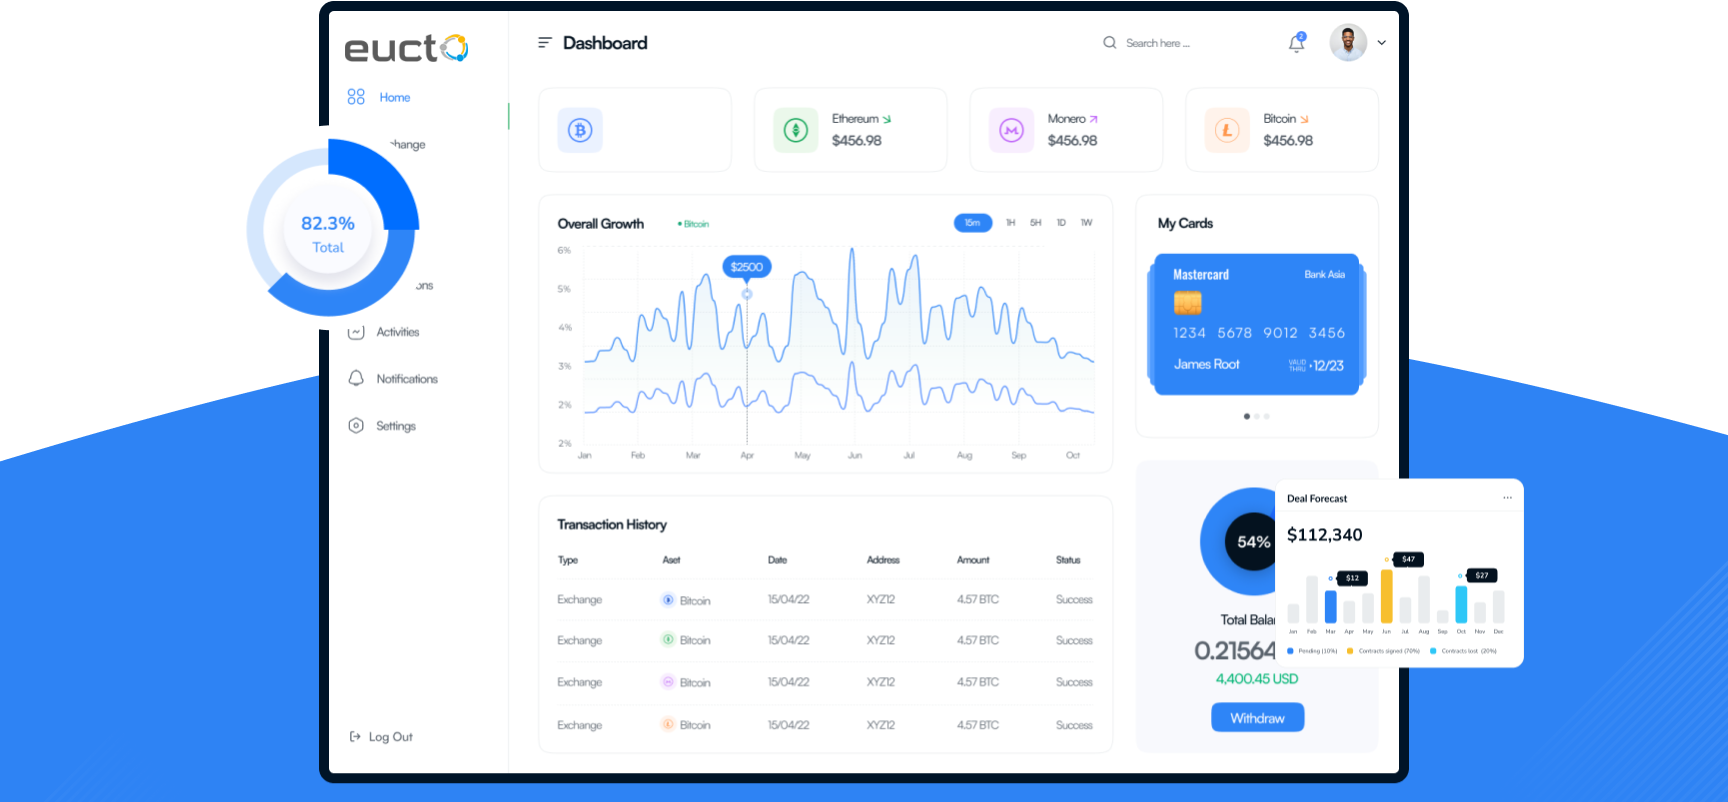 eucto
Dashboard
Search here ...
2
Home
change
ons
Activities
Notifications
Settings
Log Out
82.3%
Total
Ethereum
$456.98
Monero
$456.98
Bitcoin
$456.98
Overall Growth
Bitcoin
15m 1H 5H 1D 1W
6%
5%
4%
3%
2%
2%
$2500
Jan Feb Mar Apr May Jun Jul Aug Sep Oct
My Cards
Mastercard
Bank Asia
1234 5678 9012 3456
James Root
VALID THRU 12/23
Transaction History
Type Aset Date Address Amount Status
Exchange Bitcoin 15/04/22 XYZ12 4.57 BTC Success
Exchange Bitcoin 15/04/22 XYZ12 4.57 BTC Success
Exchange Bitcoin 15/04/22 XYZ12 4.57 BTC Success
Exchange Bitcoin 15/04/22 XYZ12 4.57 BTC Success
54%
Total Bala
0.21564
4,400.45 USD
Withdraw
Deal Forecast
$112,340
$12
$47
$27
Jan Feb Mar Apr May Jun Jul Aug Sep Oct Nov Dec
Pending (10%) Contracts signed (70%) Contracts lost (20%)